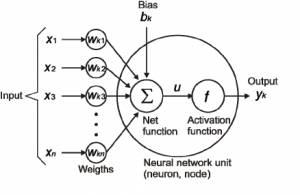 Bias
bk
x1
wk1
x2
wk2
Input
x3
wk3
Σ
u
f
Output
yk
Net
function
Activation
function
xn
wkn
Weigths
Neural network unit
(neuron, node)